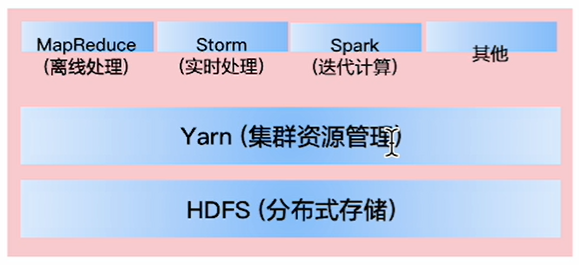 MapReduce
(离线处理)
Storm
(实时处理)
Spark
(迭代计算)
其他
Yarn (集群资源管理)
HDFS (分布式存储)